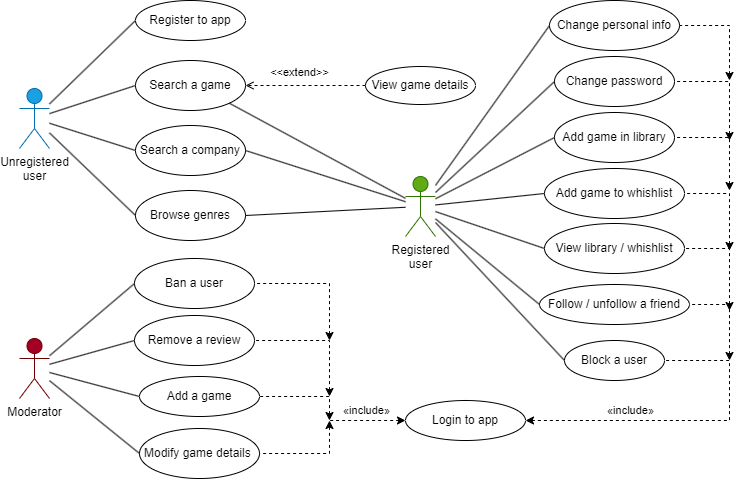 Register to app
Change personal info
<<extend>>
Search a game
View game details
Change password
Add game in library
Search a company
Unregistered
user
Add game to whishlist
Browse genres
Registered
user
View library / whishlist
Ban a user
Follow / unfollow a friend
Remove a review
Block a user
Moderator
Add a game
«include»
Login to app
«include»
Modify game details